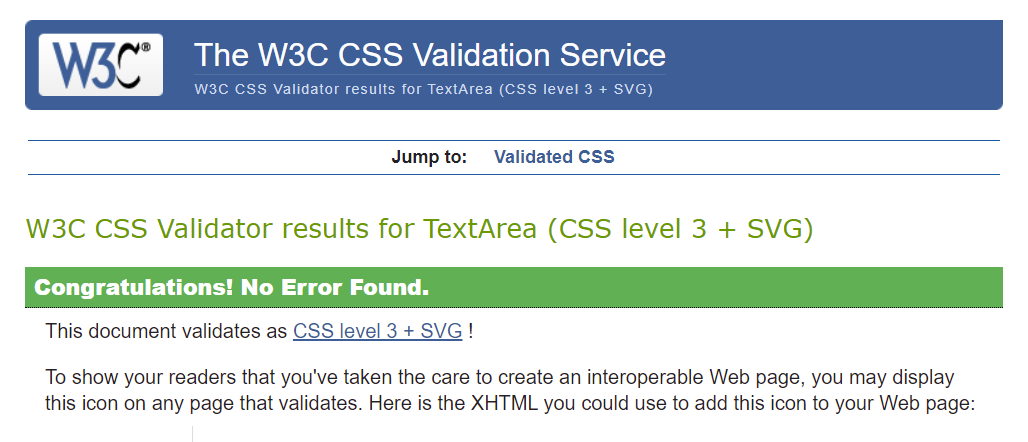 W3C®
The W3C CSS Validation Service
W3C CSS Validator results for TextArea (CSS level 3 + SVG)
Jump to: Validated CSS
W3C CSS Validator results for TextArea (CSS level 3 + SVG)
Congratulations! No Error Found.
This document validates as CSS level 3 + SVG !
To show your readers that you've taken the care to create an interoperable Web page, you may display
this icon on any page that validates. Here is the XHTML you could use to add this icon to your Web page: